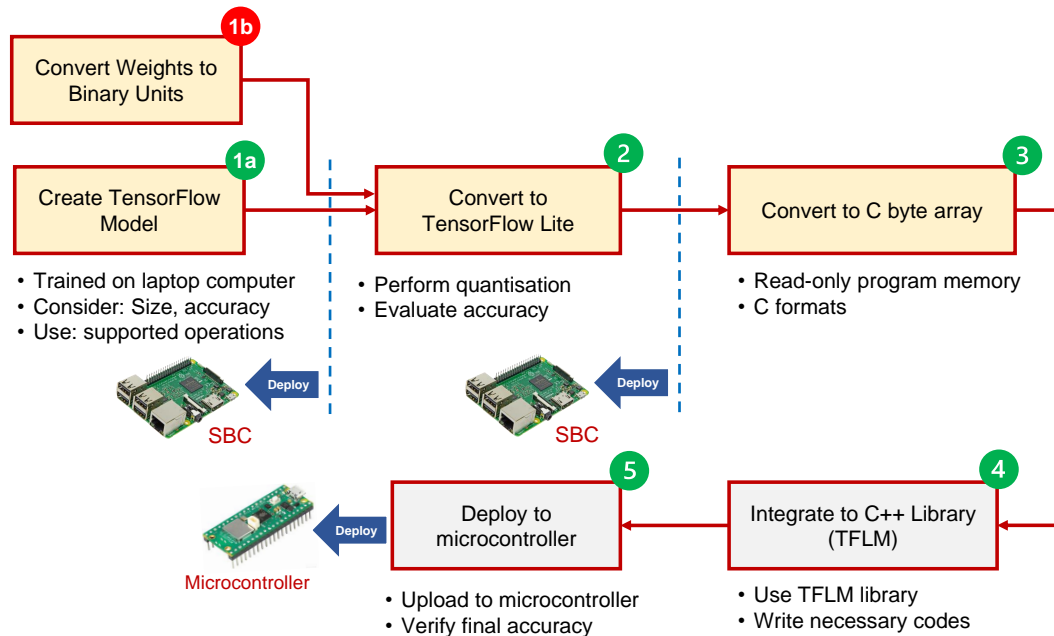 1b
Convert Weights to
Binary Units
1a
Create TensorFlow
Model
• Trained on laptop computer
• Consider: Size, accuracy
• Use: supported operations
2
Convert to
TensorFlow Lite
• Perform quantisation
• Evaluate accuracy
3
Convert to C byte array
• Read-only program memory
• C formats
Deploy
SBC
Deploy
SBC
4
Integrate to C++ Library
(TFLM)
• Use TFLM library
• Write necessary codes
5
Deploy to
microcontroller
• Upload to microcontroller
• Verify final accuracy
Deploy
Microcontroller